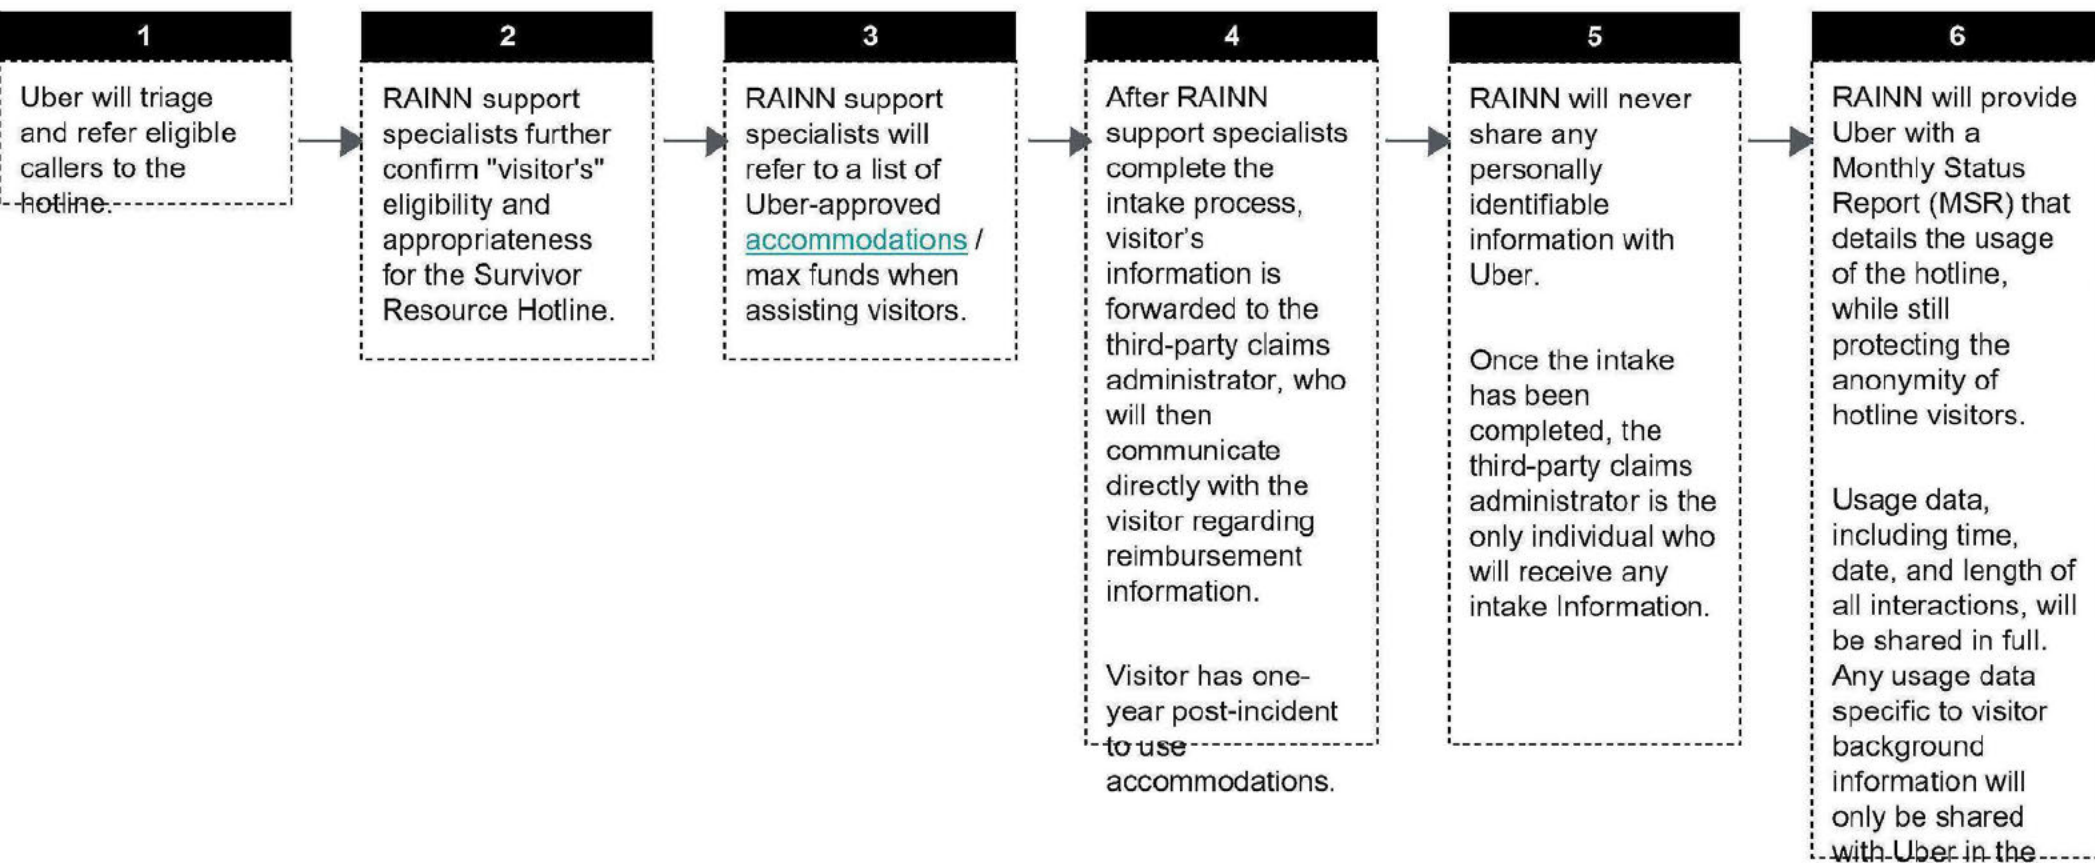 1
Uber will triage
and refer eligible
callers to the
hotline.
2
RAINN support
specialists further
confirm "visitor's"
eligibility and
appropriateness
for the Survivor
Resource Hotline.
3
RAINN support
specialists will
refer to a list of
Uber-approved
accommodations /
max funds when
assisting visitors.
4
After RAINN
support specialists
complete the
intake process,
visitor's
information is
forwarded to the
third-party claims
administrator, who
will then
communicate
directly with the
visitor regarding
reimbursement
information.
Visitor has one-
year post-incident
to use
accommodations.
5
RAINN will never
share any
personally
identifiable
information with
Uber.
Once the intake
has been
completed, the
third-party claims
administrator is the
only individual who
will receive any
intake Information.
6
RAINN will provide
Uber with a
Monthly Status
Report (MSR) that
details the usage
of the hotline,
while still
protecting the
anonymity of
hotline visitors.
Usage data,
including time,
date, and length of
all interactions, will
be shared in full.
Any usage data
specific to visitor
background
information will
only be shared
with Uber in the